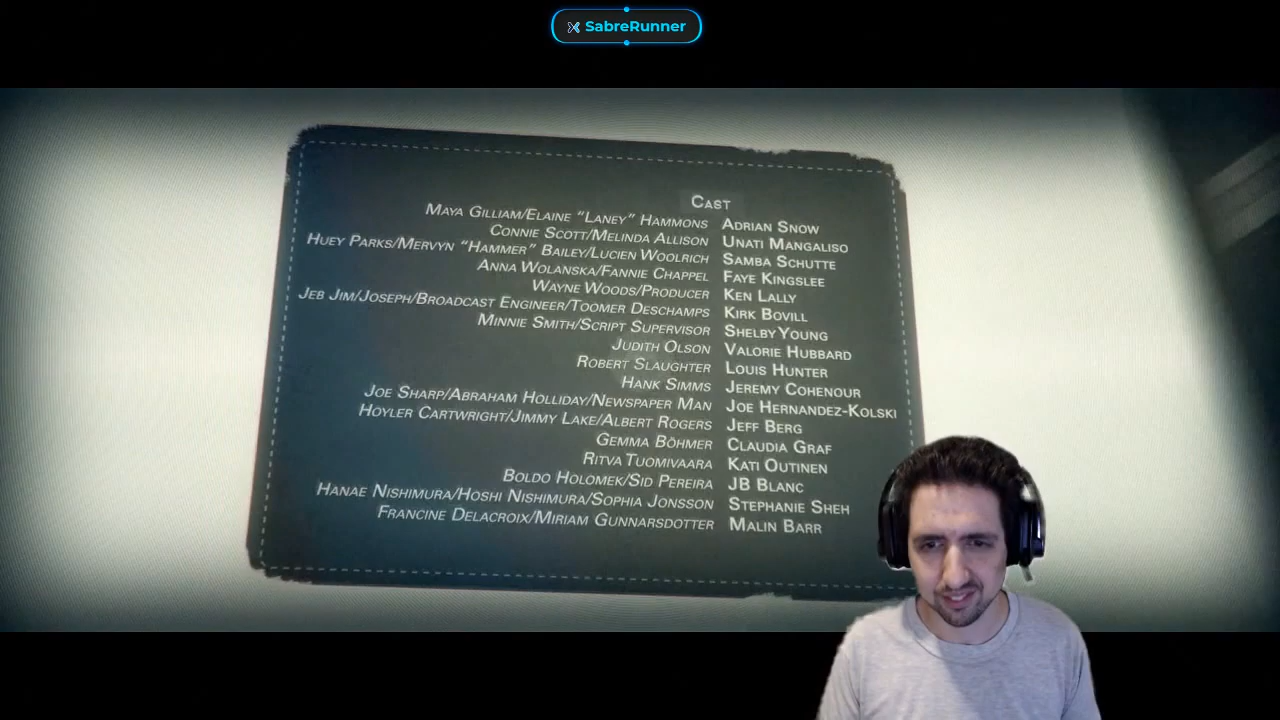 SabreRunner
CAST
MAYA GILLIAM/ELAINE "LANEY" HAMMONS ADRIAN SNOW
CONNIE SCOTT/MELINDA ALLISON UNATI MANGALISO
HUEY PARKS/MERVYN "HAMMER" BAILEY/LUCIEN WOOLRICH SAMBA SCHUTTE
ANNA WOLANSKA/FANNIE CHAPPEL FAYE KINGSLEE
WAYNE WOODS/PRODUCER KEN LALLY
JEB JIM/JOSEPH/BROADCAST ENGINEER/TOOMER DESCHAMPS KIRK BOVILL
MINNIE SMITH/SCRIPT SUPERVISOR SHELBY YOUNG
JUDITH OLSON VALORIE HUBBARD
ROBERT SLAUGHTER LOUIS HUNTER
HANK SIMMS JEREMY COHENOUR
JOE SHARP/ABRAHAM HOLLIDAY/NEWSPAPER MAN JOE HERNANDEZ-KOLSKI
HOYLER CARTWRIGHT/JIMMY LAKE/ALBERT ROGERS JEFF BERG
GEMMA BÖHMER CLAUDIA GRAF
RITVA TUOMIVAARA KATI OUTINEN
BOLDO HOLOMEK/SID PEREIRA JB BLANC
HANAE NISHIMURA/HOSHI NISHIMURA/SOPHIA JONSSON STEPHANIE SHEH
FRANCINE DELACROIX/MIRIAM GUNNARSDOTTER MALIN BARR